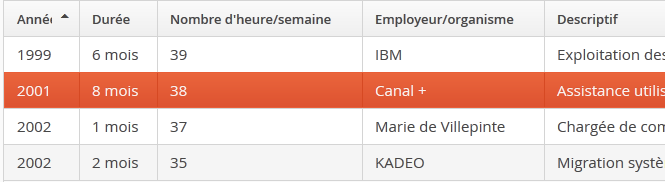 Année Durée Nombre d'heure/semaine Employeur/organisme Descriptif
1999 6 mois 39 IBM Exploitation des
2001 8 mois 38 Canal + Assistance utilis
2002 1 mois 37 Marie de Villepinte Chargée de com
2002 2 mois 35 KADEO Migration systè